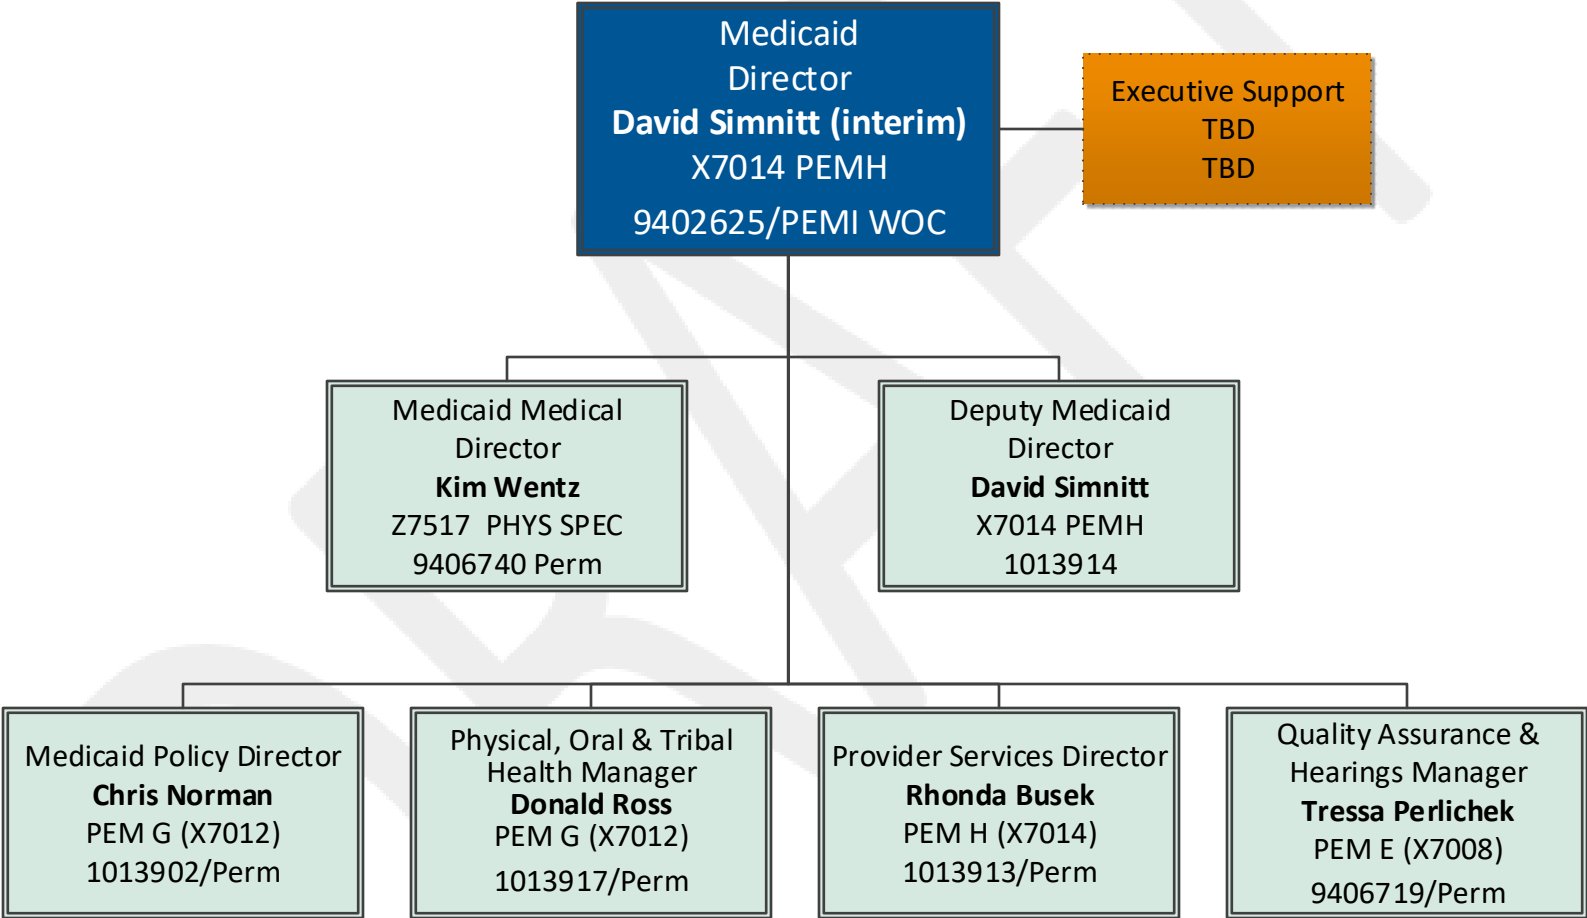 Medicaid
Director
David Simnitt (interim)
X7014 PEMH
9402625/PEMI WOC
Executive Support
TBD
TBD
Medicaid Medical
Director
Kim Wentz
Z7517  PHYS SPEC
9406740 Perm
Deputy Medicaid
Director
David Simnitt
X7014 PEMH
1013914
Medicaid Policy Director
Chris Norman
PEM G (X7012)
1013902/Perm
Physical, Oral & Tribal
Health Manager
Donald Ross
PEM G (X7012)
1013917/Perm
Provider Services Director
Rhonda Busek
PEM H (X7014)
1013913/Perm
Quality Assurance &
Hearings Manager
Tressa Perlichek
PEM E (X7008)
9406719/Perm
DRAFT